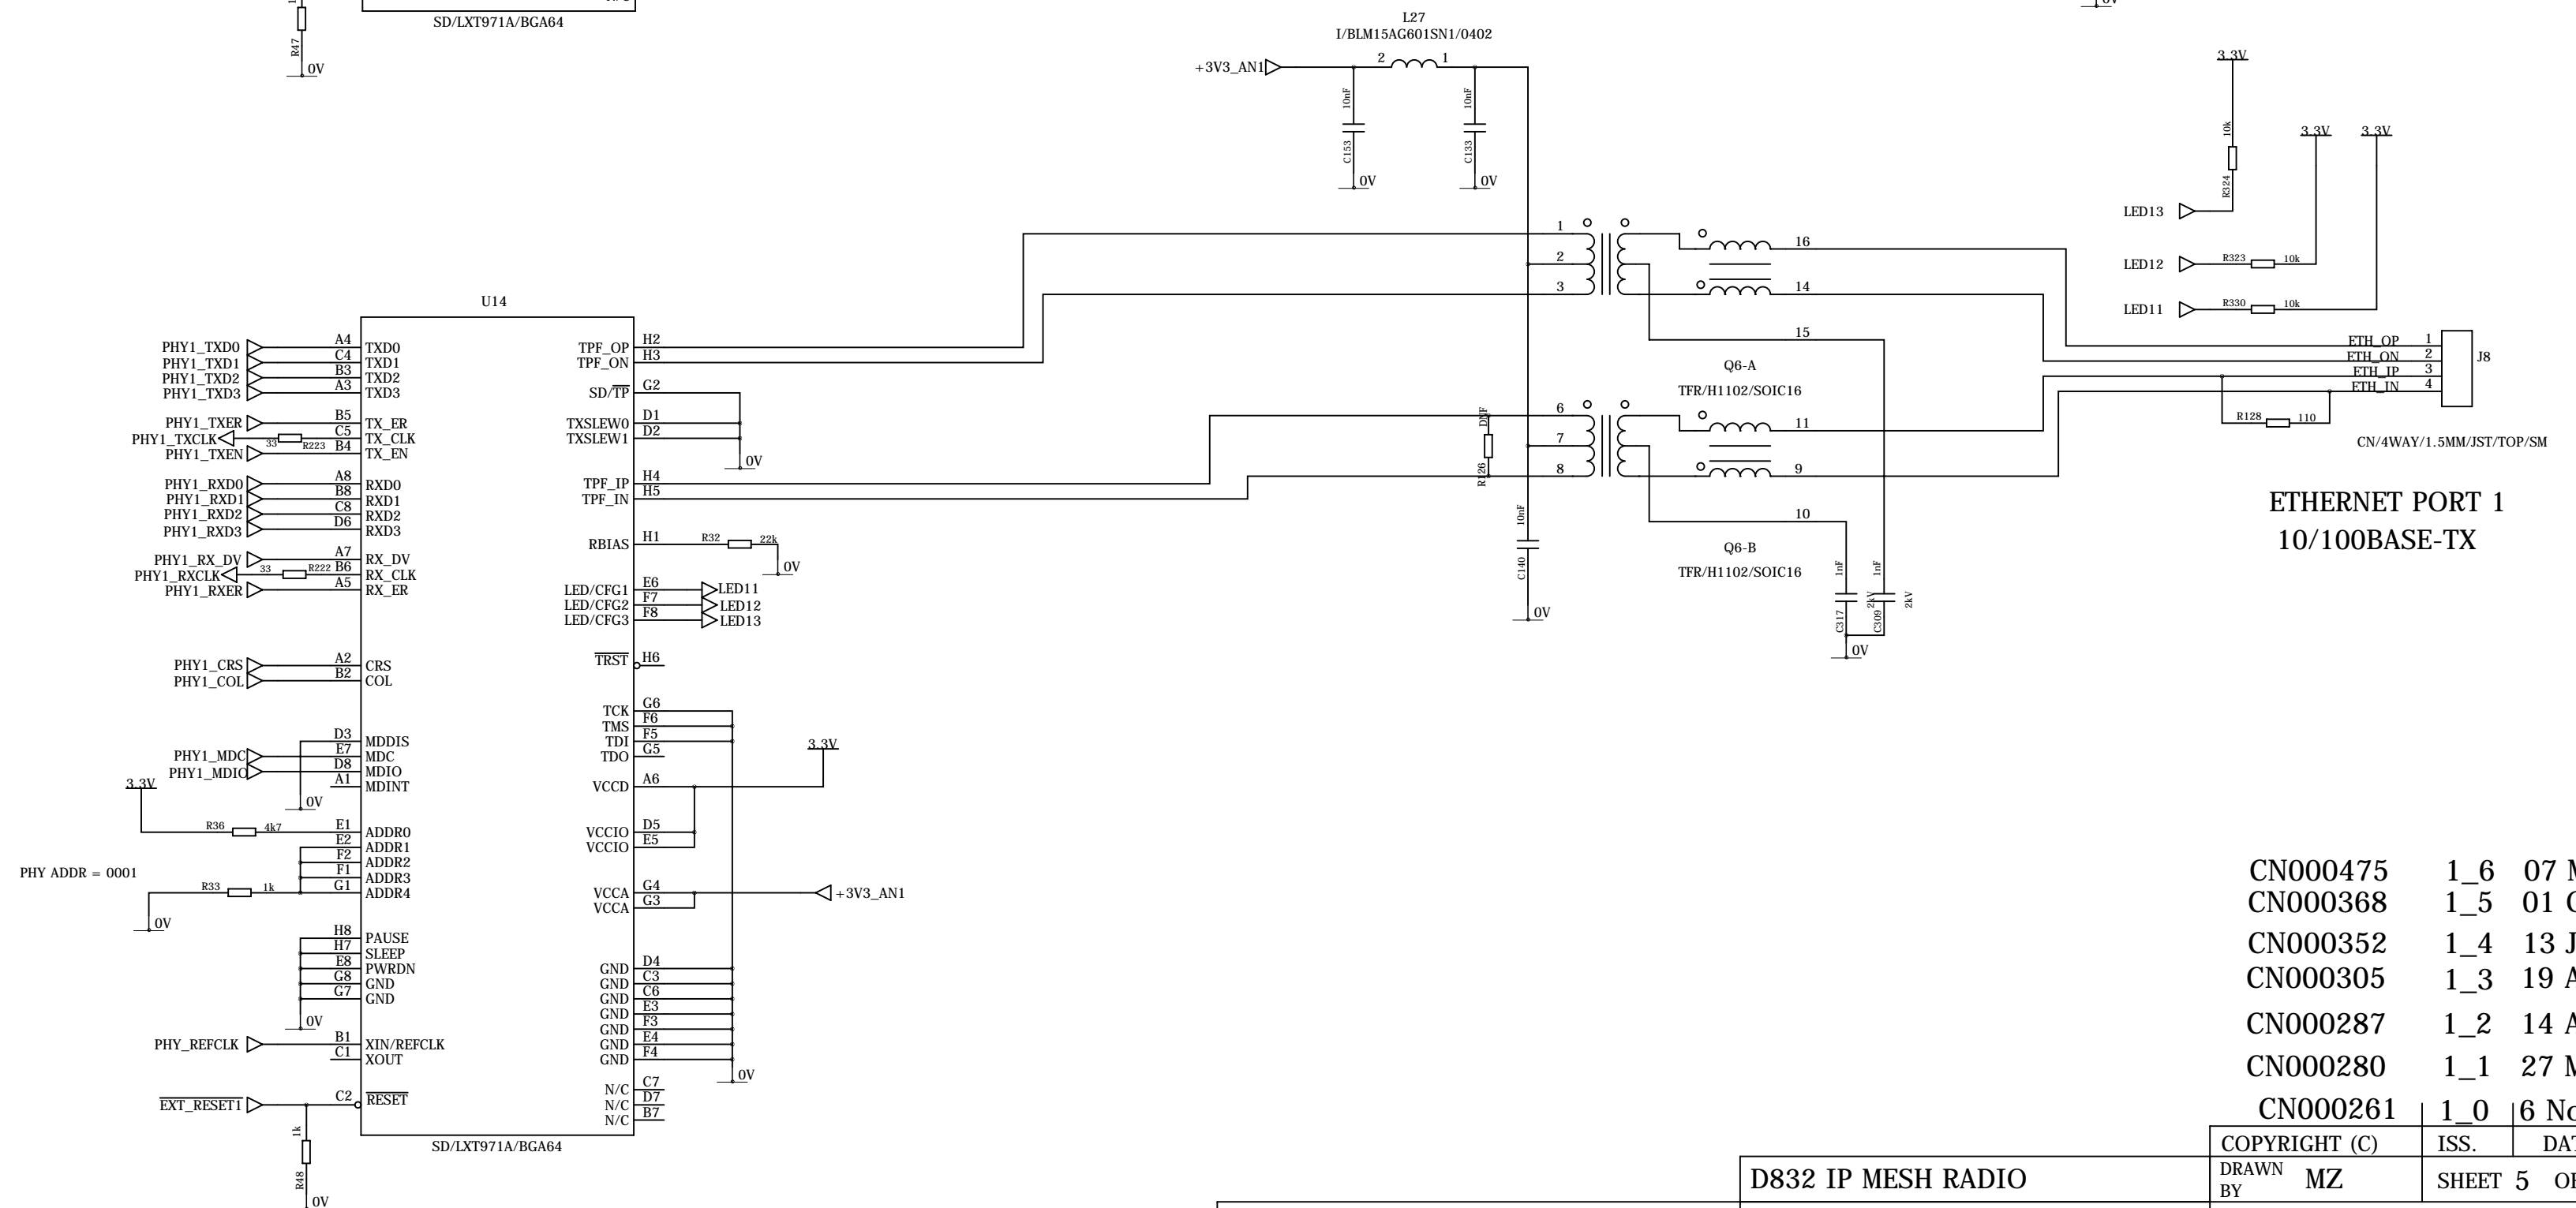 SD/LXT971A/BGA64
R47
0V
0V
L27
I/BLM15AG601SN1/0402
+3V3_AN1
2
1
10nF
C153
0V
10nF
C133
0V
3.3V
10k
R324
3.3V
3.3V
LED13
LED12
R323
10k
LED11
R330
10k
U14
PHY1_TXD0
A4
TXD0
PHY1_TXD1
C4
TXD1
PHY1_TXD2
B3
TXD2
PHY1_TXD3
A3
TXD3
PHY1_TXER
B5
TX_ER
PHY1_TXCLK
33
R223
C5
TX_CLK
PHY1_TXEN
B4
TX_EN
PHY1_RXD0
A8
RXD0
PHY1_RXD1
B8
RXD1
PHY1_RXD2
C8
RXD2
PHY1_RXD3
D6
RXD3
PHY1_RX_DV
A7
RX_DV
PHY1_RXCLK
33
R222
B6
RX_CLK
PHY1_RXER
A5
RX_ER
PHY1_CRS
A2
CRS
PHY1_COL
B2
COL
D3
MDDIS
PHY1_MDC
E7
MDC
PHY1_MDIO
D8
MDIO
A1
MDINT
0V
3.3V
R36
4k7
E1
ADDR0
E2
ADDR1
F2
ADDR2
F1
ADDR3
PHY ADDR = 0001
R33
1k
G1
ADDR4
0V
H8
PAUSE
H7
SLEEP
E8
PWRDN
G8
GND
G7
GND
0V
PHY_REFCLK
B1
XIN/REFCLK
C1
XOUT
EXT_RESET1
C2
RESET
1k
R48
0V
TPF_OP
H2
TPF_ON
H3
SD/TP
G2
TXSLEW0
D1
TXSLEW1
D2
0V
TPF_IP
H4
TPF_IN
H5
RBIAS
H1
R32
22k
0V
LED/CFG1
E6
LED11
LED/CFG2
F7
LED12
LED/CFG3
F8
LED13
TRST
H6
TCK
G6
TMS
F6
TDI
F5
TDO
G5
3.3V
VCCD
A6
VCCIO
D5
VCCIO
E5
VCCA
G4
+3V3_AN1
VCCA
G3
GND
D4
GND
C3
GND
C6
GND
E3
GND
F3
GND
E4
GND
F4
0V
N/C
C7
N/C
D7
N/C
B7
SD/LXT971A/BGA64
1
2
3
16
14
15
Q6-A
TFR/H1102/SOIC16
DNF
R126
6
7
8
11
9
10
Q6-B
TFR/H1102/SOIC16
10nF
C140
0V
1nF
2kV
C317
1nF
2kV
C309
0V
ETH_OP
1
ETH_ON
2
ETH_IP
3
ETH_IN
4
J8
R128
110
CN/4WAY/1.5MM/JST/TOP/SM
ETHERNET PORT 1
10/100BASE-TX
CN000475 1_6 07
CN000368 1_5 01
CN000352 1_4 13 J
CN000305 1_3 19 A
CN000287 1_2 14 A
CN000280 1_1 27
CN000261 1_0 6 No
COPYRIGHT (C) ISS. DAT
D832 IP MESH RADIO
DRAWN BY MZ
SHEET 5